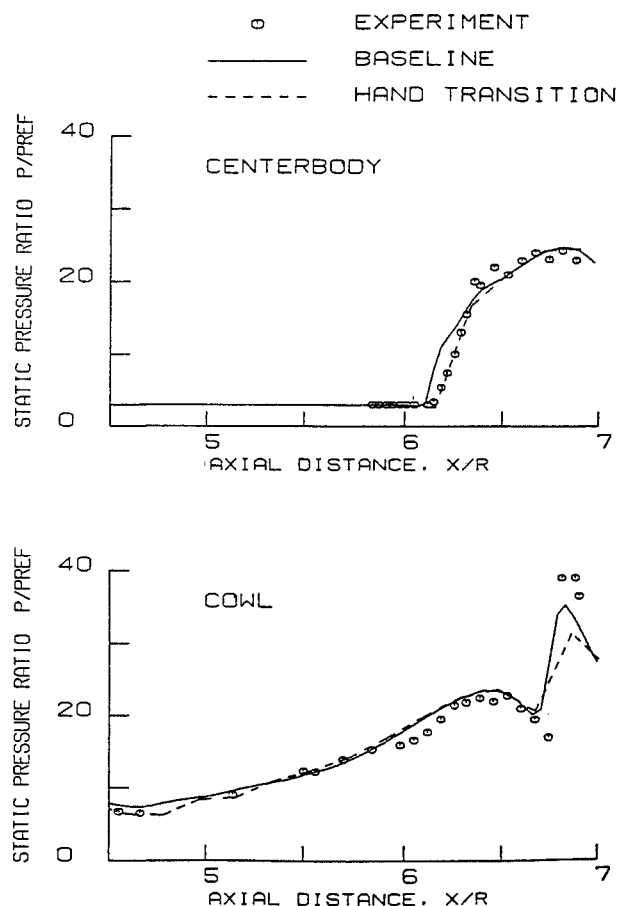 EXPERIMENT
BASELINE
HAND TRANSITION
40
CENTERBODY
STATIC PRESSURE RATIO P/PREF
20
0
5 6 7
AXIAL DISTANCE, X/R
40
COWL
STATIC PRESSURE RATIO P/PREF
20
0
5 6 7
AXIAL DISTANCE, X/R